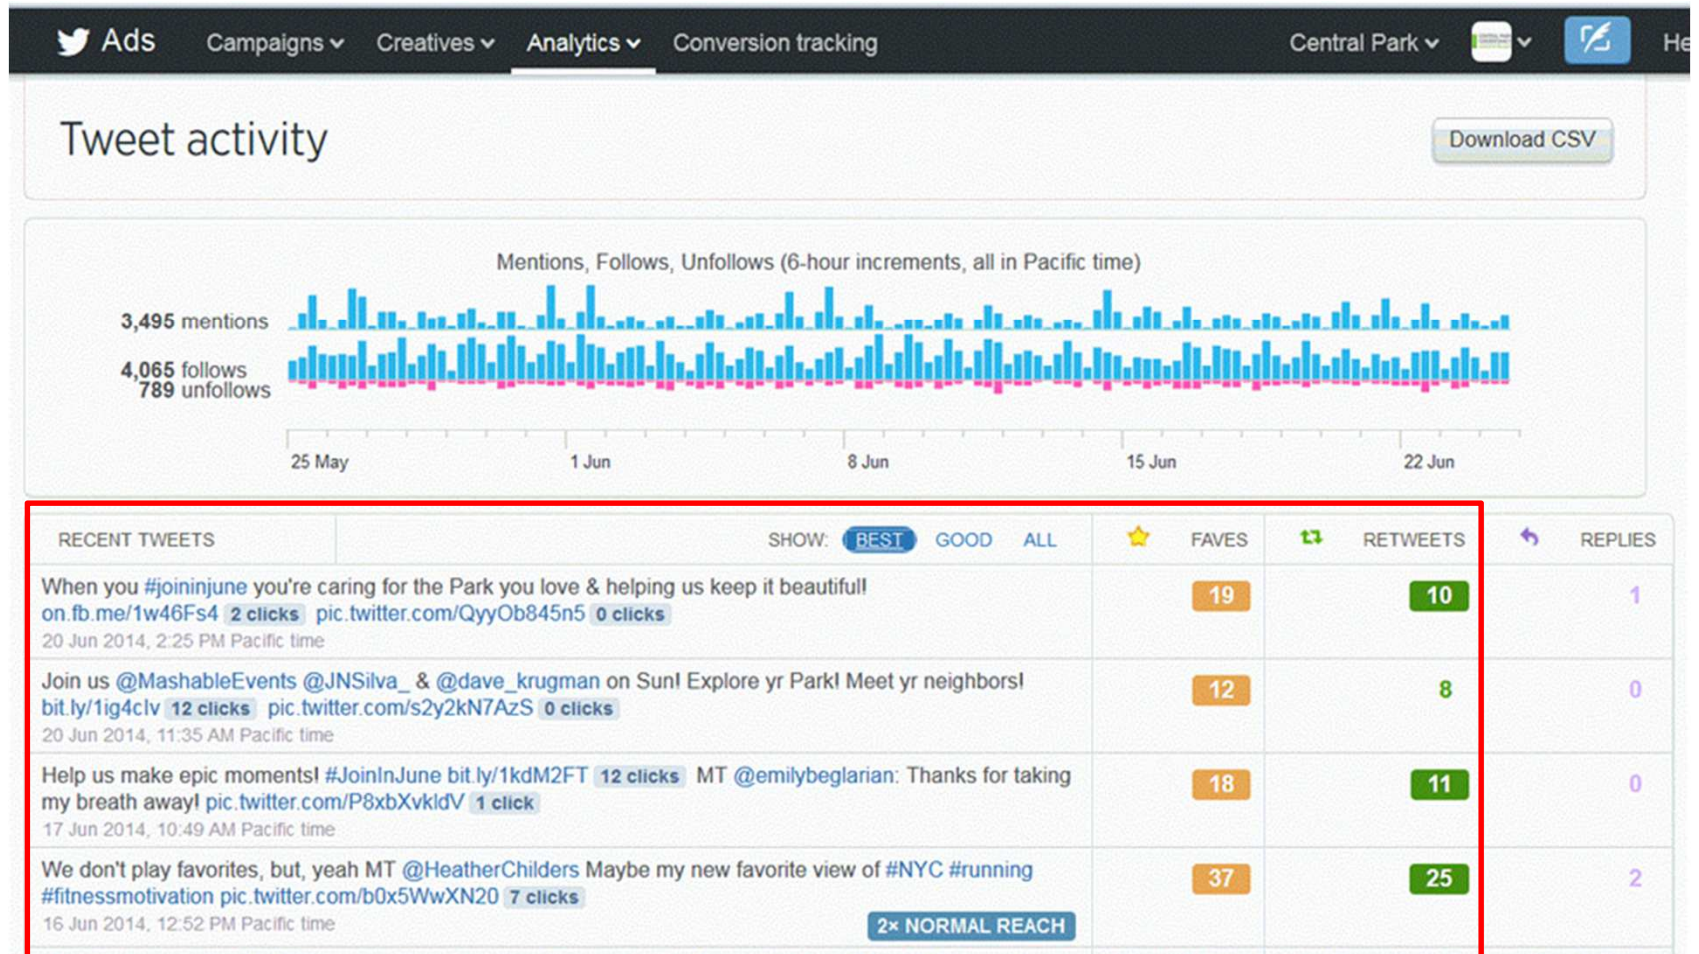 Ads Campaigns Creatives Analytics Conversion tracking Central Park He
Tweet activity
Download CSV
Mentions, Follows, Unfollows (6-hour increments, all in Pacific time)
3,495 mentions
4,065 follows
789 unfollows
25 May 1 Jun 8 Jun 15 Jun 22 Jun
RECENT TWEETS SHOW: BEST GOOD ALL FAVES RETWEETS REPLIES
When you #joininjune you're caring for the Park you love & helping us keep it beautiful! 19 10 1
on.fb.me/1w46Fs4 2 clicks pic.twitter.com/QyyOb845n5 0 clicks
20 Jun 2014, 2:25 PM Pacific time
Join us @MashableEvents @JNSilva_ & @dave_krugman on Sun! Explore yr Park! Meet yr neighbors! 12 8 0
bit.ly/1ig4cIv 12 clicks pic.twitter.com/s2y2kN7AzS 0 clicks
20 Jun 2014, 11:35 AM Pacific time
Help us make epic moments! #JoinInJune bit.ly/1kdM2FT 12 clicks MT @emilybeglarian: Thanks for taking 18 11 0
my breath away! pic.twitter.com/P8xbXvkldV 1 click
17 Jun 2014, 10:49 AM Pacific time
We don't play favorites, but, yeah MT @HeatherChilders Maybe my new favorite view of #NYC #running 37 25 2
#fitnessmotivation pic.twitter.com/b0x5WwXN20 7 clicks
16 Jun 2014, 12:52 PM Pacific time 2× NORMAL REACH